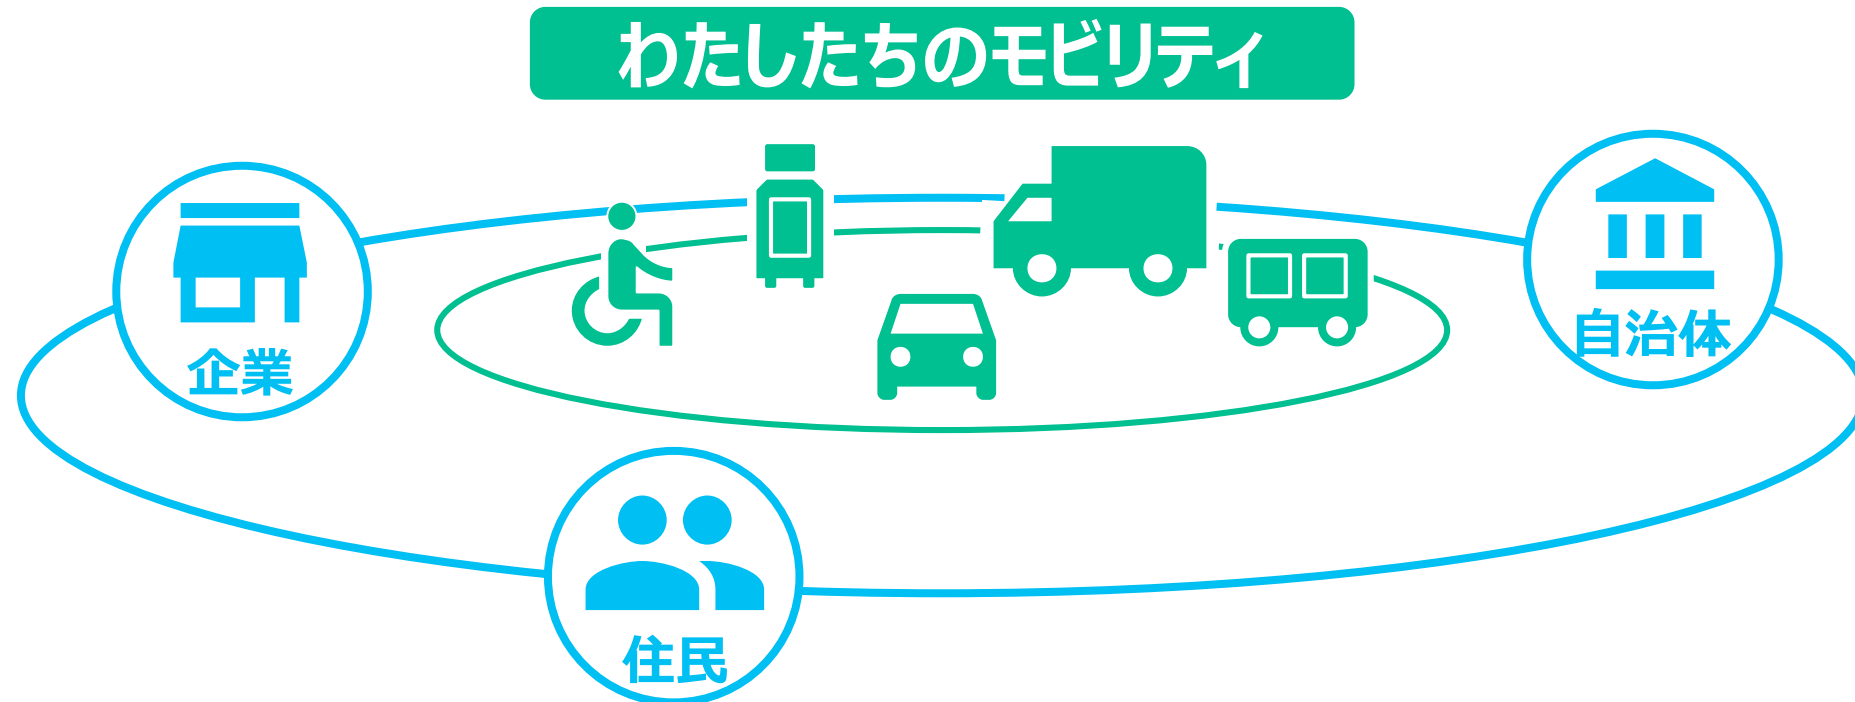 わたしたちのモビリティ
企業
自治体
住民